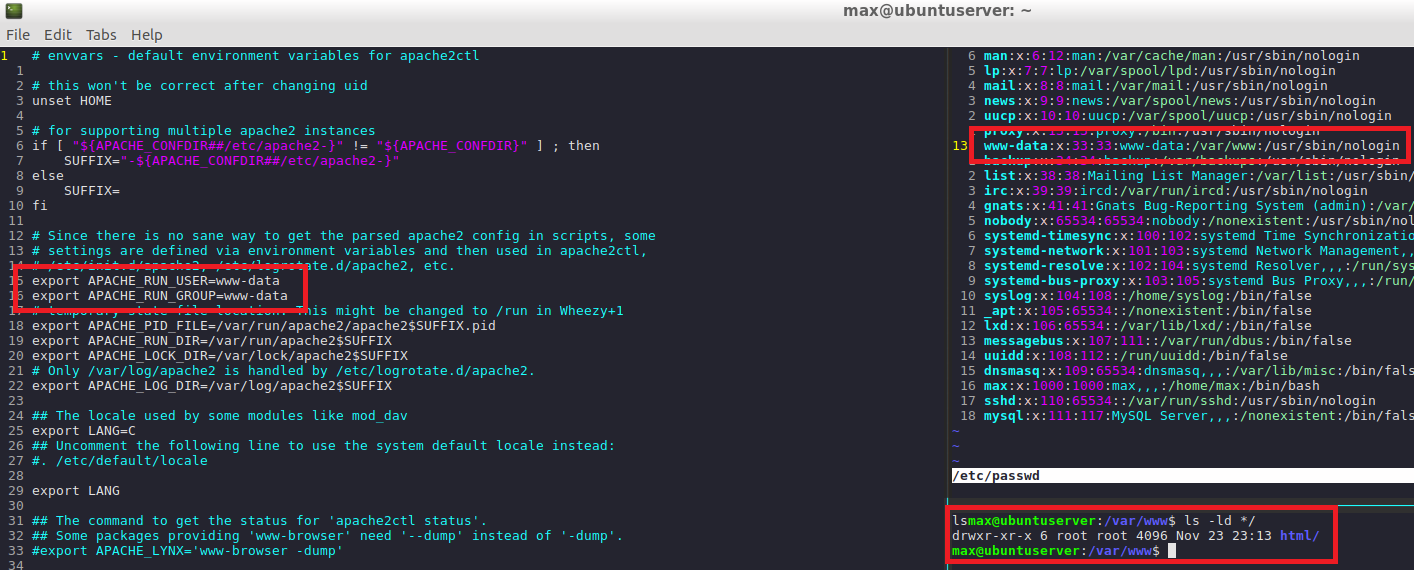 max@ubuntuserver: ~
File Edit Tabs Help
1 # envvars - default environment variables for apache2ctl
1
2 # this won't be correct after changing uid
3 unset HOME
4
5 # for supporting multiple apache2 instances
6 if [ "${APACHE_CONFDIR##/etc/apache2-}" != "${APACHE_CONFDIR}" ] ; then
7 SUFFIX="-${APACHE_CONFDIR##/etc/apache2-}"
8 else
9 SUFFIX=
10 fi
11
12 # Since there is no sane way to get the parsed apache2 config in scripts, some
13 # settings are defined via environment variables and then used in apache2ctl,
14 # /etc/init.d/apache2, /etc/logrotate.d/apache2, etc.
15 export APACHE_RUN_USER=www-data
16 export APACHE_RUN_GROUP=www-data
17 # temporary state file location. This might be changed to /run in Wheezy+1
18 export APACHE_PID_FILE=/var/run/apache2/apache2$SUFFIX.pid
19 export APACHE_RUN_DIR=/var/run/apache2$SUFFIX
20 export APACHE_LOCK_DIR=/var/lock/apache2$SUFFIX
21 # Only /var/log/apache2 is handled by /etc/logrotate.d/apache2.
22 export APACHE_LOG_DIR=/var/log/apache2$SUFFIX
23
24 ## The locale used by some modules like mod_dav
25 export LANG=C
26 ## Uncomment the following line to use the system default locale instead:
27 #. /etc/default/locale
28
29 export LANG
30
31 ## The command to get the status for 'apache2ctl status'.
32 ## Some packages providing 'www-browser' need '--dump' instead of '-dump'.
33 #export APACHE_LYNX='www-browser -dump'
34
6 man:x:6:12:man:/var/cache/man:/usr/sbin/nologin
5 lp:x:7:7:lp:/var/spool/lpd:/usr/sbin/nologin
4 mail:x:8:8:mail:/var/mail:/usr/sbin/nologin
3 news:x:9:9:news:/var/spool/news:/usr/sbin/nologin
2 uucp:x:10:10:uucp:/var/spool/uucp:/usr/sbin/nologin
1 proxy:x:13:13:proxy:/bin:/usr/sbin/nologin
13 www-data:x:33:33:www-data:/var/www:/usr/sbin/nologin
1 backup:x:34:34:backup:/var/backups:/usr/sbin/nologin
2 list:x:38:38:Mailing List Manager:/var/list:/usr/sbin/
3 irc:x:39:39:ircd:/var/run/ircd:/usr/sbin/nologin
4 gnats:x:41:41:Gnats Bug-Reporting System (admin):/var/
5 nobody:x:65534:65534:nobody:/nonexistent:/usr/sbin/nol
6 systemd-timesync:x:100:102:systemd Time Synchronizatio
7 systemd-network:x:101:103:systemd Network Management,,
8 systemd-resolve:x:102:104:systemd Resolver,,,:/run/sys
9 systemd-bus-proxy:x:103:105:systemd Bus Proxy,,,:/run/
10 syslog:x:104:108::/home/syslog:/bin/false
11 _apt:x:105:65534::/nonexistent:/bin/false
12 lxd:x:106:65534::/var/lib/lxd/:/bin/false
13 messagebus:x:107:111::/var/run/dbus:/bin/false
14 uuidd:x:108:112::/run/uuidd:/bin/false
15 dnsmasq:x:109:65534:dnsmasq,,,:/var/lib/misc:/bin/fals
16 max:x:1000:1000:max,,,:/home/max:/bin/bash
17 sshd:x:110:65534::/var/run/sshd:/usr/sbin/nologin
18 mysql:x:111:117:MySQL Server,,,:/nonexistent:/bin/fals
~
~
~
/etc/passwd
lsmax@ubuntuserver:/var/www$ ls -ld */
drwxr-xr-x 6 root root 4096 Nov 23 23:13 html/
max@ubuntuserver:/var/www$